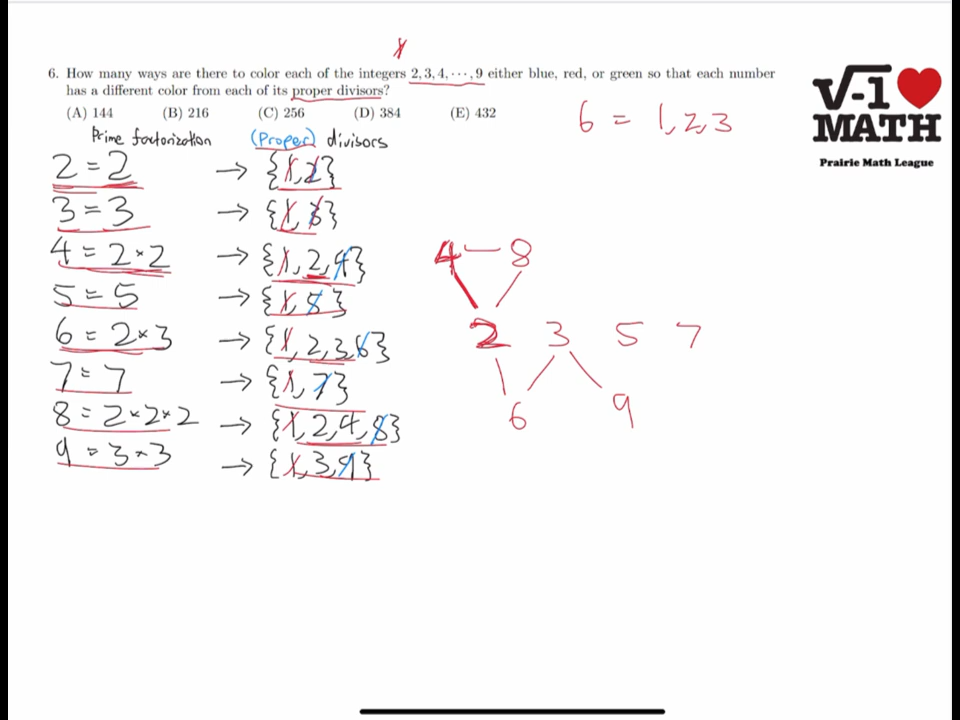 6. How many ways are there to color each of the integers 2, 3, 4, ⋯ , 9 either blue, red, or green so that each number
has a different color from each of its proper divisors?
(A) 144 (B) 216 (C) 256 (D) 384 (E) 432
√-1 ♥
MATH
Prairie Math League
6 = 1, 2, 3
Prime factorization (Proper) divisors
2 = 2 → {1, 2}
3 = 3 → {1, 3}
4 = 2 × 2 → {1, 2, 4}
5 = 5 → {1, 5}
6 = 2 × 3 → {1, 2, 3, 6}
7 = 7 → {1, 7}
8 = 2 × 2 × 2 → {1, 2, 4, 8}
9 = 3 × 3 → {1, 3, 9}
4 — 8
2 3 5 7
6 9